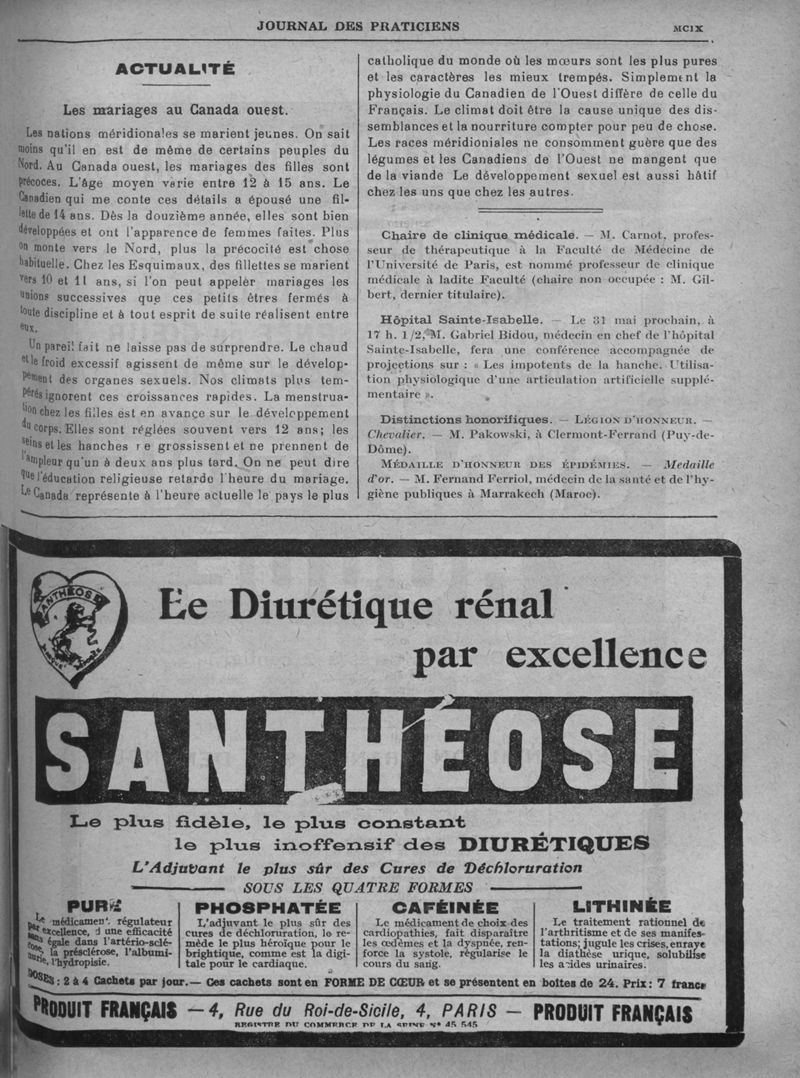 JOURNAL DES PRATICIENS
MCIX
ACTUALITÉ
Les mariages au Canada ouest.
Les nations méridionales se marient jeunes. On sait
moins qu'il en est de même de certains peuples du
Nord. Au Canada ouest, les mariages des filles sont
précoces. L'âge moyen varie entre 12 à 15 ans. Le
Canadien qui me conte ces détails a épousé une fil-
lette de 14 ans. Dès la douzième année, elles sont bien
développées et ont l'apparence de femmes faites. Plus
on monte vers le Nord, plus la précocité est chose
habituelle. Chez les Esquimaux, des fillettes se marient
vers 10 et 11 ans, si l'on peut appeler mariages les
unions successives que ces petits êtres fermés à
toute discipline et à tout esprit de suite réalisent entre
eux.
Un pareil fait ne laisse pas de surprendre. Le chaud
et le froid excessif agissent de même sur le dévelop-
pement des organes sexuels. Nos climats plus tem-
pérés ignorent ces croissances rapides. La menstrua-
tion chez les filles est en avance sur le développement
du corps. Elles sont réglées souvent vers 12 ans; les
seins et les hanches ne grossissent et ne prennent de
l'ampleur qu'un à deux ans plus tard. On ne peut dire
que l'éducation religieuse retarde l'heure du mariage.
Le Canada représente à l'heure actuelle le pays le plus
catholique du monde où les mœurs sont les plus pures
et les caractères les mieux trempés. Simplement la
physiologie du Canadien de l'Ouest diffère de celle du
Français. Le climat doit être la cause unique des dis-
semblances et la nourriture compter pour peu de chose.
Les races méridioniales ne consomment guère que des
légumes et les Canadiens de l'Ouest ne mangent que
de la viande Le développement sexuel est aussi hâtif
chez les uns que chez les autres.
Chaire de clinique médicale. — M. Carnot, profes-
seur de thérapeutique à la Faculté de Médecine de
l'Université de Paris, est nommé professeur de clinique
médicale à ladite Faculté (chaire non occupée : M. Gil-
bert, dernier titulaire).
Hôpital Sainte-Isabelle. — Le 31 mai prochain, à
17 h. 1/2, M. Gabriel Bidou, médecin en chef de l'hôpital
Sainte-Isabelle, fera une conférence accompagnée de
projections sur : « Les impotents de la hanche. Utilisa-
tion physiologique d'une articulation artificielle supplé-
mentaire ».
Distinctions honorifiques. — LÉGION D'HONNEUR. —
Chevalier. — M. Pakowski, à Clermont-Ferrand (Puy-de-
Dôme).
MÉDAILLE D'HONNEUR DES ÉPIDÉMIES. — Medaille
d'or. — M. Fernand Ferriol, médecin de la santé et de l'hy-
giène publiques à Marrakech (Maroc).
SANTHÉOSE
Le Diurétique rénal
par excellence
SANTHÉOSE
Le plus fidèle, le plus constant
le plus inoffensif des DIURÉTIQUES
L'Adjuvant le plus sûr des Cures de Déchloruration
SOUS LES QUATRE FORMES
PURE
Le médicament régulateur
par excellence, d une efficacité
sans égale dans l'artério-sclé-
rose, la présclérose, l'albumi-
nurie, l'hydropisie.
PHOSPHATÉE
L'adjuvant le plus sûr des
cures de déchloruration, le re-
mède le plus héroïque pour le
brightique, comme est la digi-
tale pour le cardiaque.
CAFÉINÉE
Le médicament de choix des
cardiopathies, fait disparaître
les œdèmes et la dyspnée, ren-
force la systole, régularise le
cours du sang.
LITHINÉE
Le traitement rationnel de
l'arthritisme et de ses manifes-
tations; jugule les crises, enraye
la diathèse urique, solubilise
les acides urinaires.
DOSES : 2 à 4 Cachets par jour. — Ces cachets sont en FORME DE CŒUR et se présentent en boîtes de 24. Prix: 7 francs
PRODUIT FRANÇAIS — 4, Rue du Roi-de-Sicile, 4, PARIS — PRODUIT FRANÇAIS
REGISTRE DU COMMERCE DE LA SEINE N° 45 545